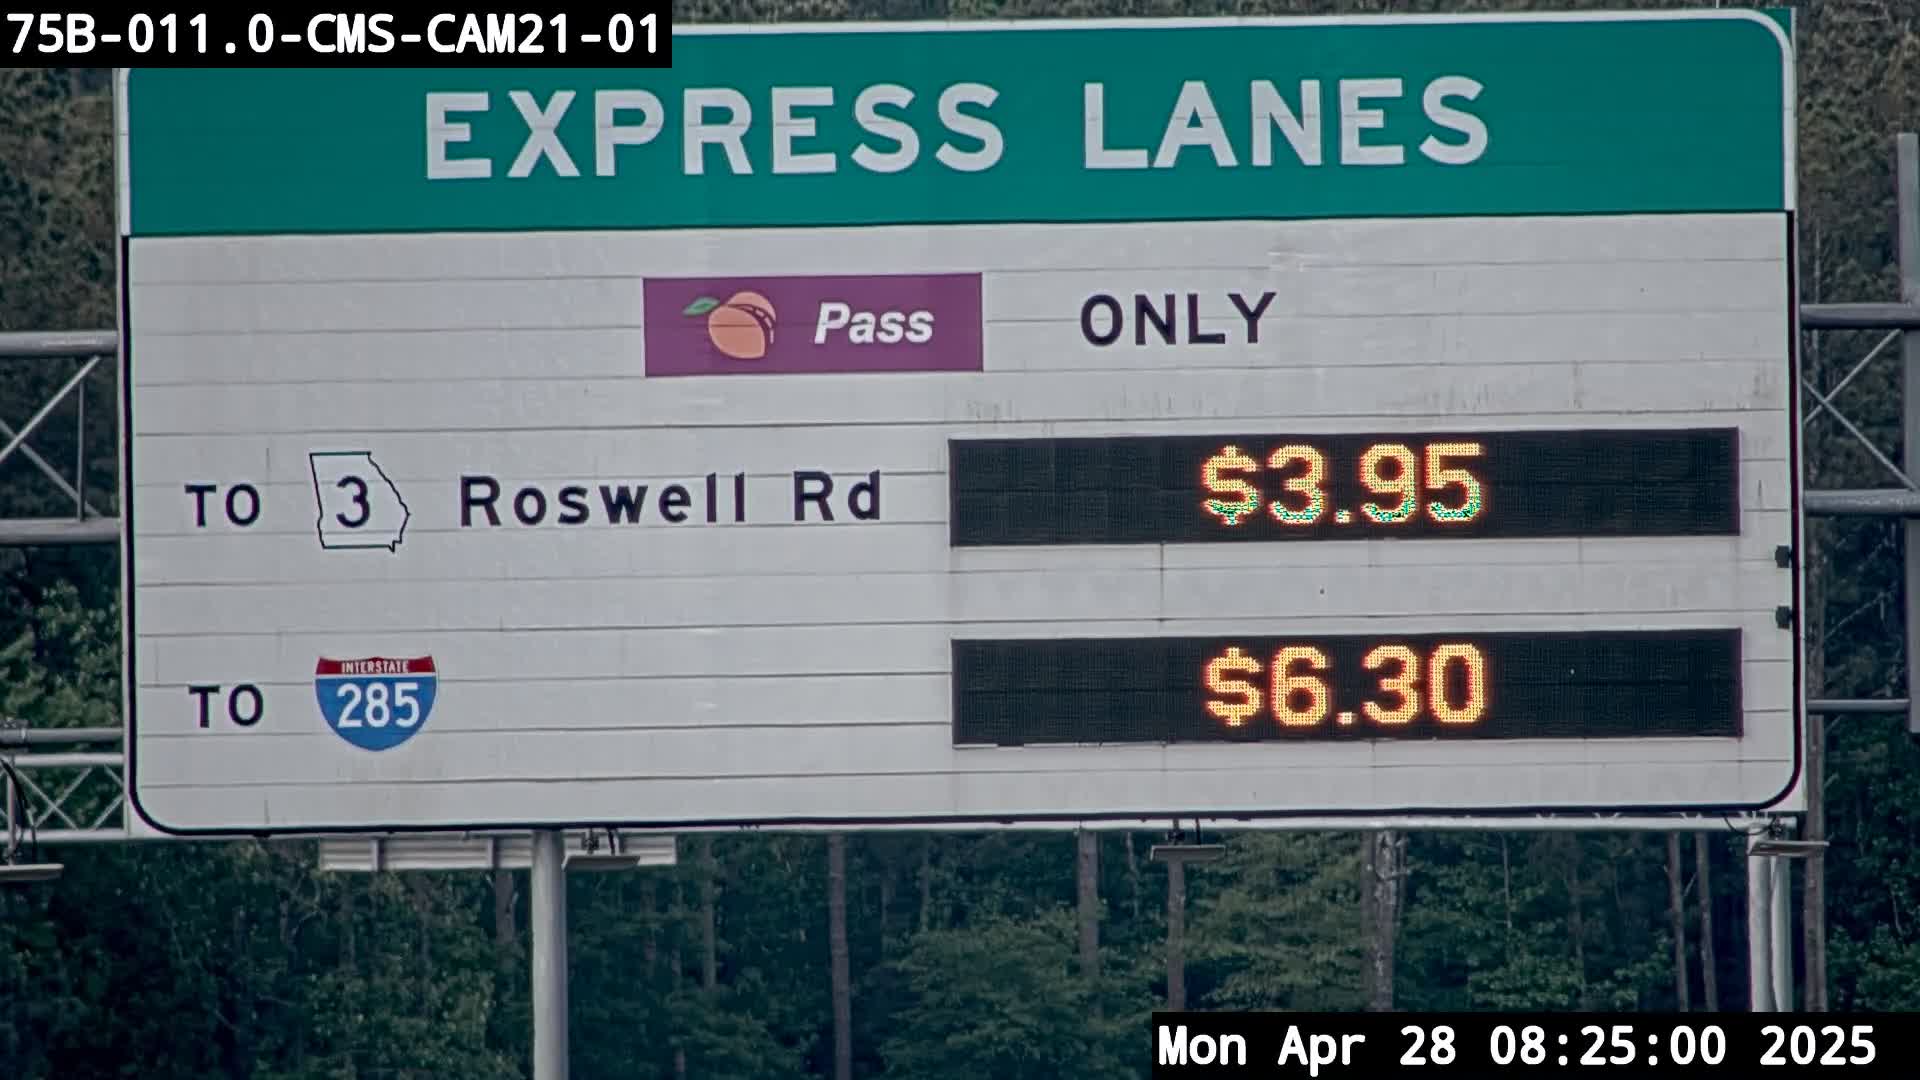 75B-011.0-CMS-CAM21-01
EXPRESS LANES
Pass ONLY
TO 3 Roswell Rd $3.95
INTERSTATE
TO 285 $6.30
Mon Apr 28 08:25:00 2025